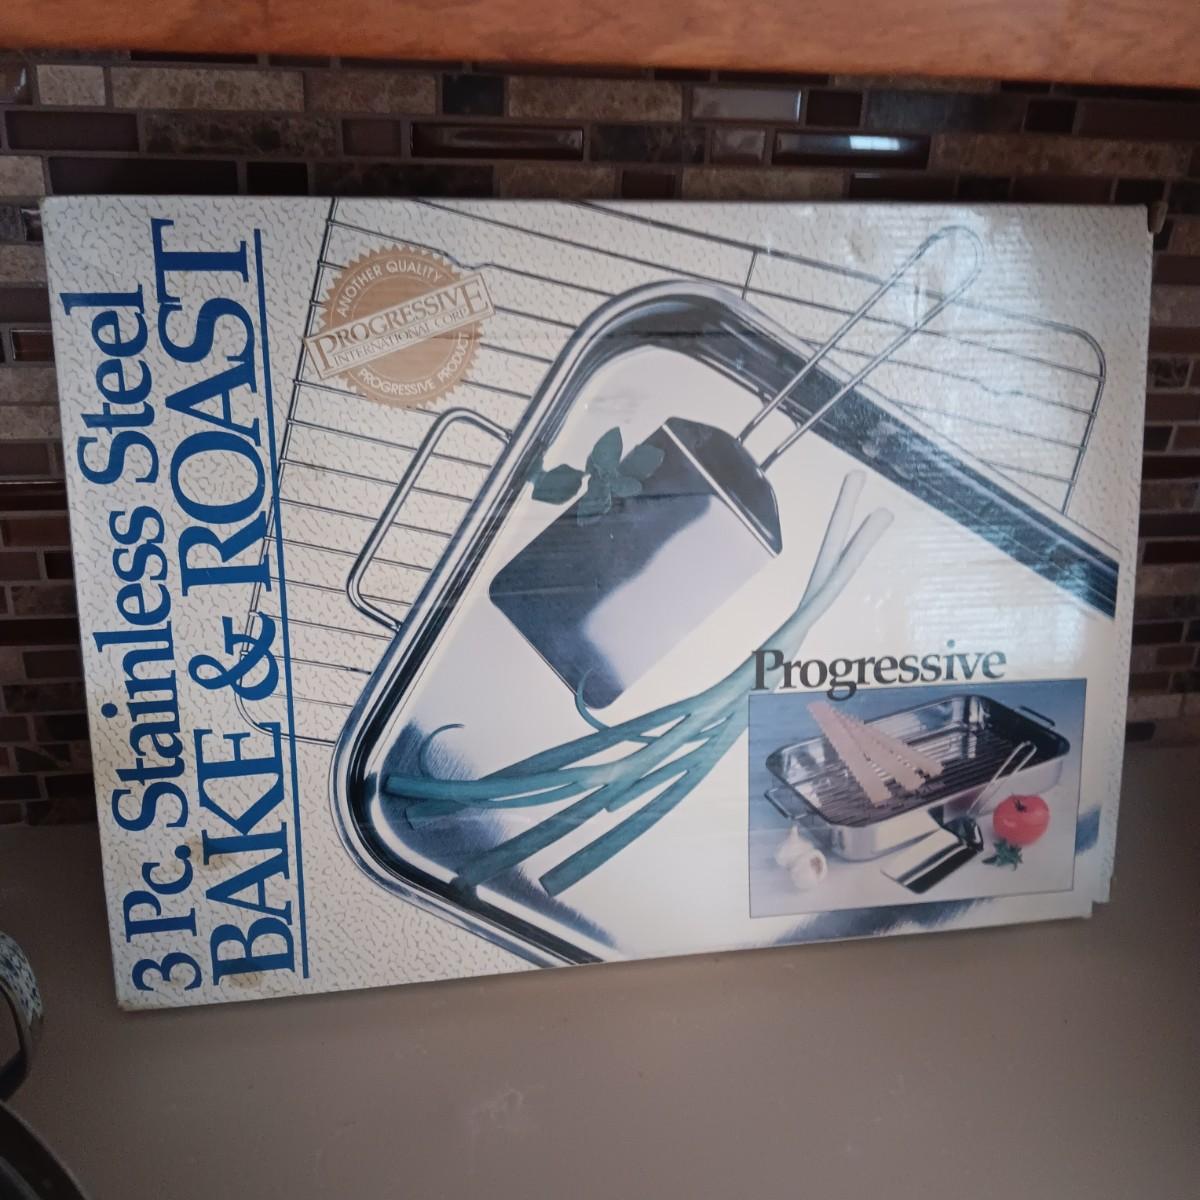 3 Pc. Stainless Steel
BAKE & ROAST
ANOTHER QUALITY
PROGRESSIVE
INTERNATIONAL CORP.
PROGRESSIVE PRODUCT
Progressive